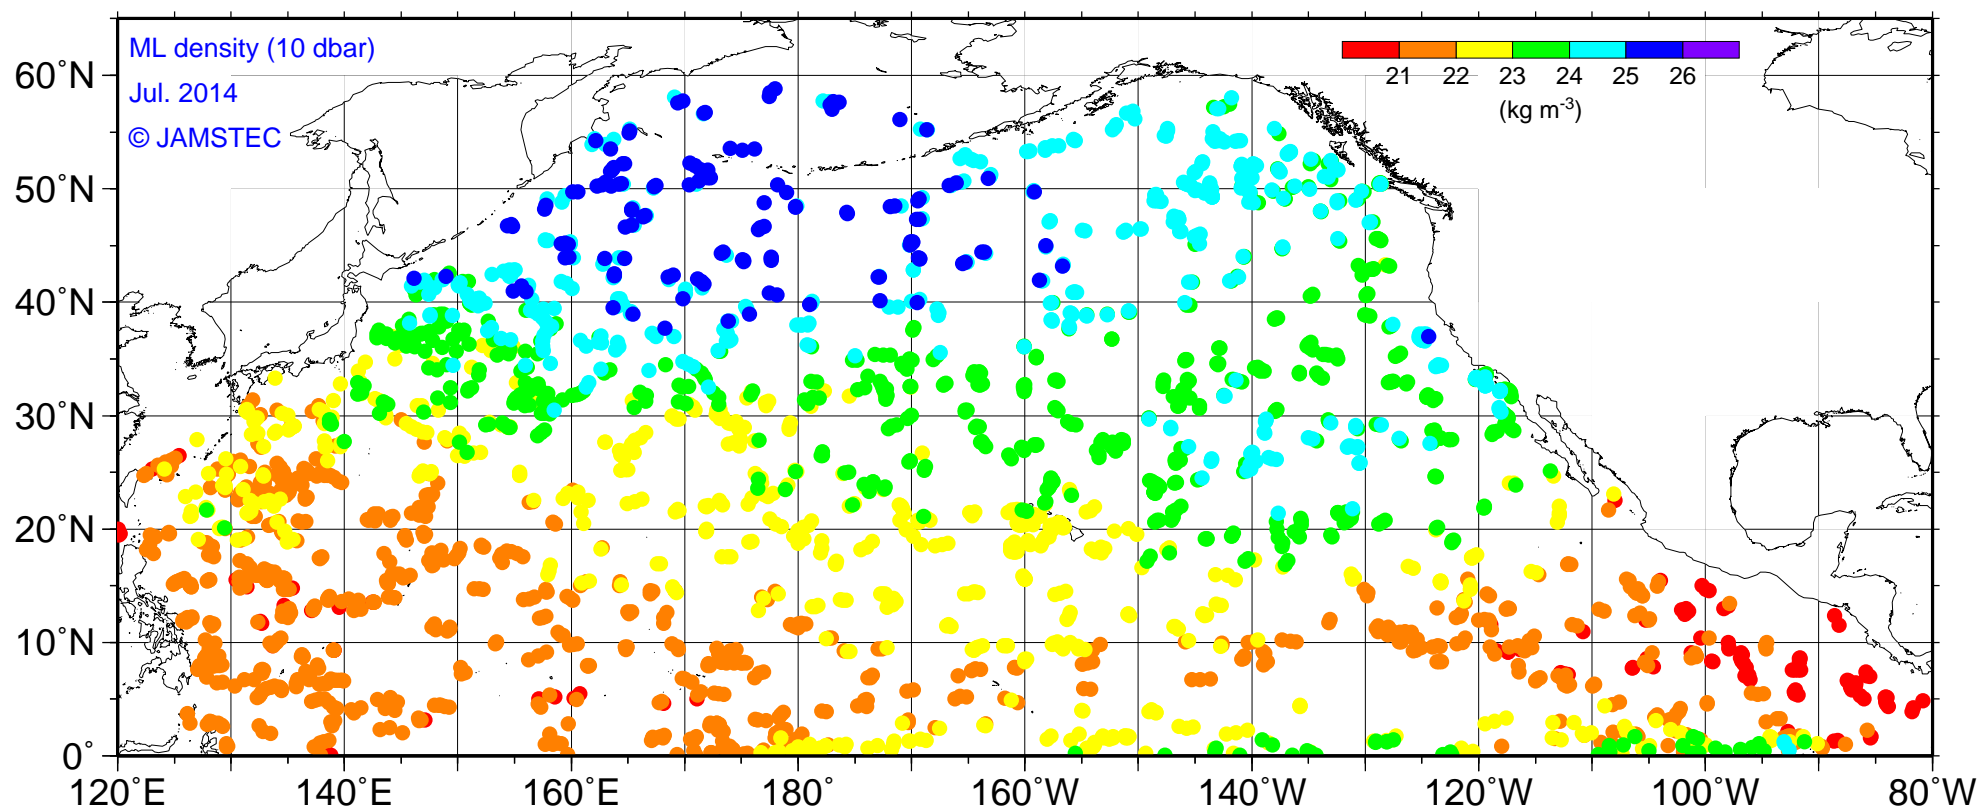 ML density (10 dbar)
Jul. 2014
© JAMSTEC
21 22 23 24 25 26
(kg m⁻³)
60˚N
50˚N
40˚N
30˚N
20˚N
10˚N
0˚
120˚E 140˚E 160˚E 180˚ 160˚W 140˚W 120˚W 100˚W 80˚W